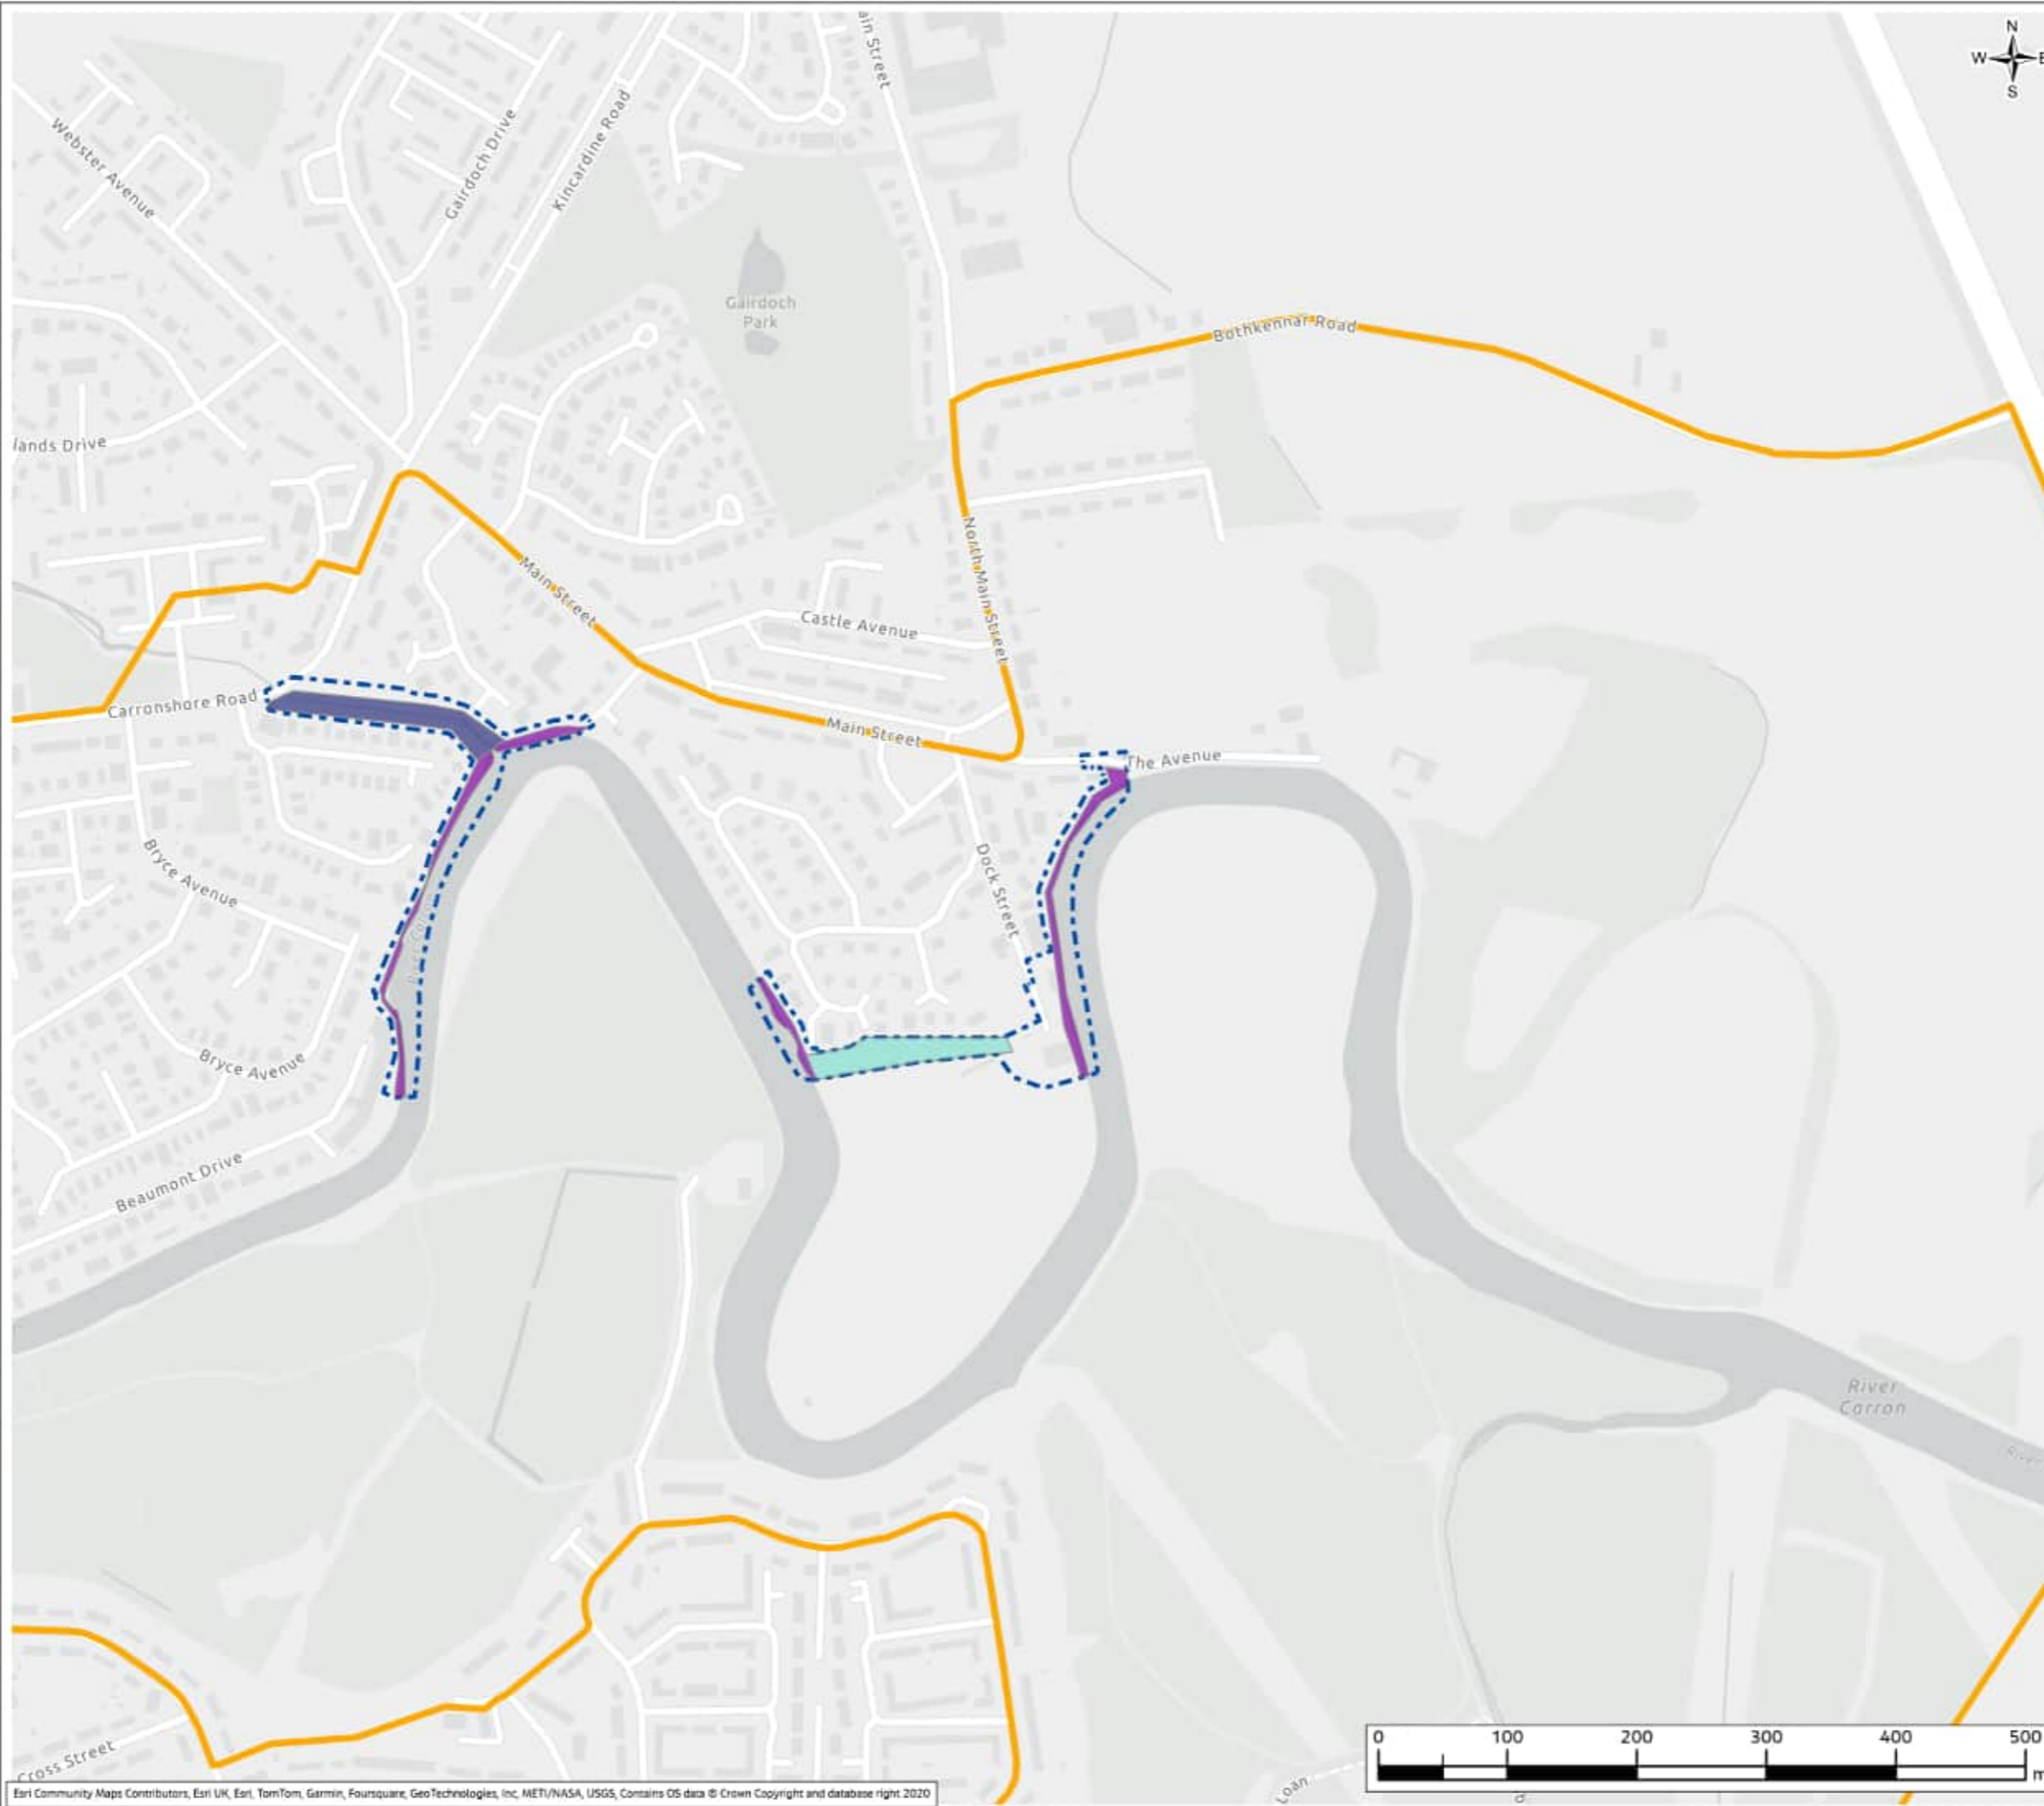 ain Street
N
W
E
S
Webster Avenue
Gairdoch Drive
Kincardine Road
Gairdoch
Park
Bothkennar Road
lands Drive
Main Street
North Main Street
Castle Avenue
Carronshore Road
Main Street
The Avenue
Bryce Avenue
Dock Street
Bryce Avenue
Beaumont Drive
River
Carron
River
Cross Street
Loan
0 100 200 300 400 500
m
Esri Community Maps Contributors, Esri UK, Esri, TomTom, Garmin, Foursquare, GeoTechnologies, Inc, METI/NASA, USGS, Contains OS data © Crown Copyright and database right 2020